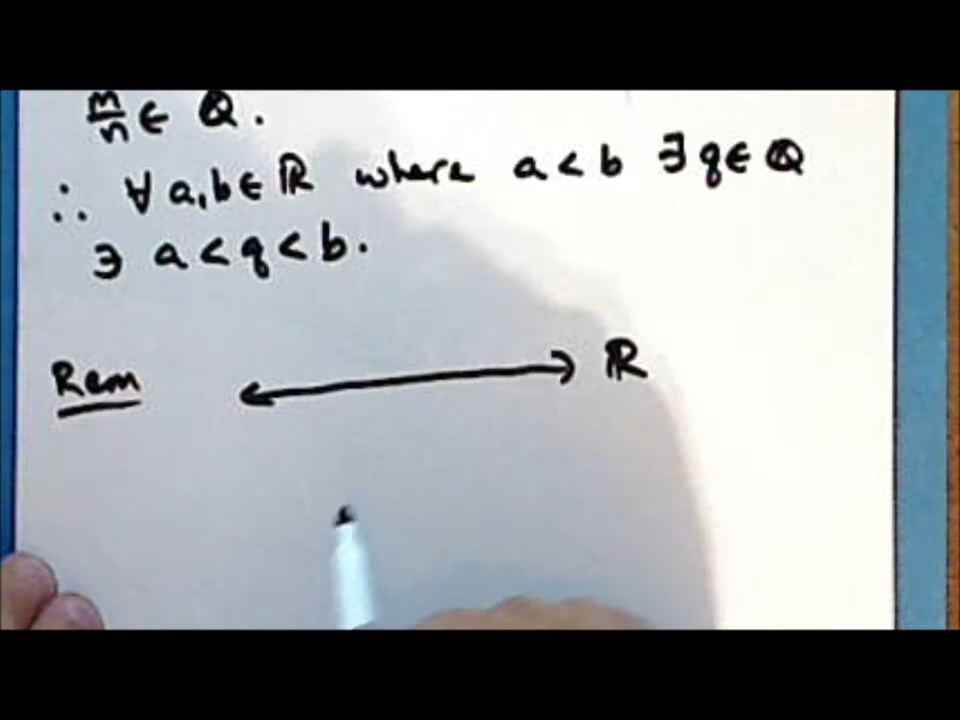 m/n ∈ ℚ.
∴ ∀ a, b ∈ ℝ where a < b ∃ q ∈ ℚ
∋ a < q < b.
Rem ℝ